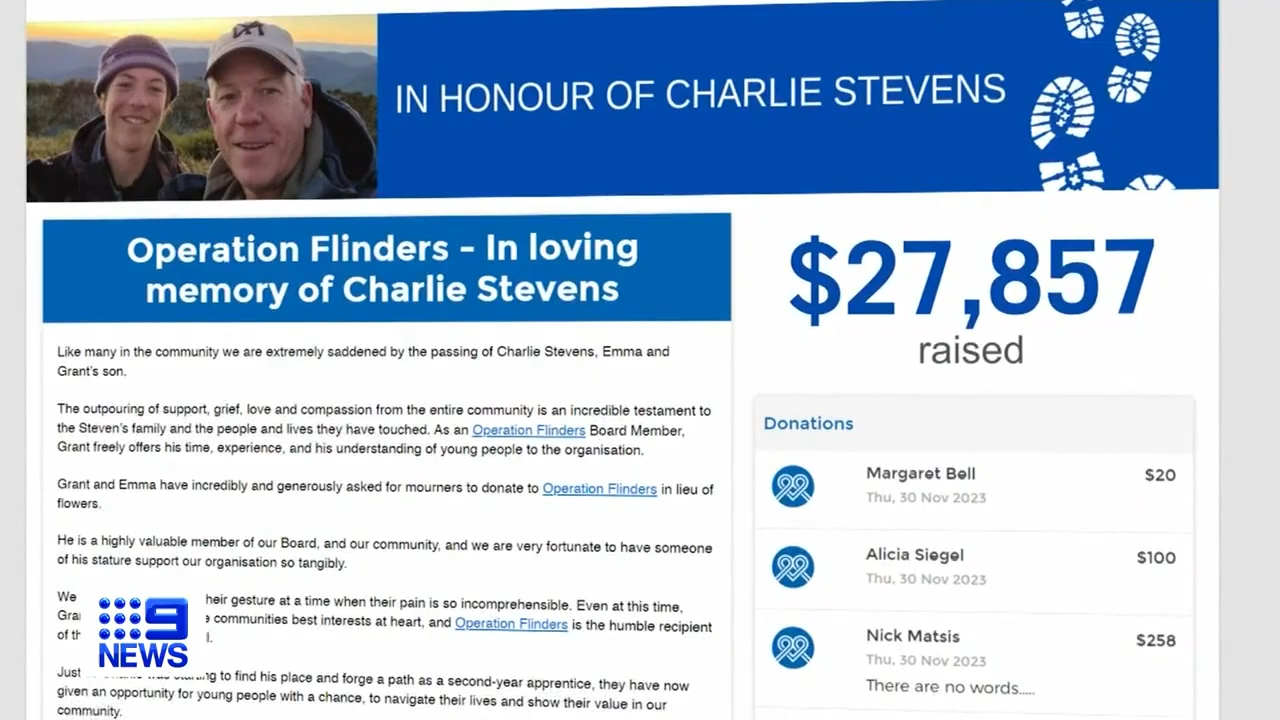 IN HONOUR OF CHARLIE STEVENS
Operation Flinders - In loving
memory of Charlie Stevens
Like many in the community we are extremely saddened by the passing of Charlie Stevens, Emma and
Grant's son.
The outpouring of support, grief, love and compassion from the entire community is an incredible testament to
the Steven's family and the people and lives they have touched. As an Operation Flinders Board Member,
Grant freely offers his time, experience, and his understanding of young people to the organisation.
Grant and Emma have incredibly and generously asked for mourners to donate to Operation Flinders in lieu of
flowers.
He is a highly valuable member of our Board, and our community, and we are very fortunate to have someone
of his stature support our organisation so tangibly.
We heir gesture at a time when their pain is so incomprehensible. Even at this time,
communities best interests at heart, and Operation Flinders is the humble recipient
of th
Just to find his place and forge a path as a second-year apprentice, they have now
given an opportunity for young people with a chance, to navigate their lives and show their value in our
community.
$27,857
raised
Donations
Margaret Bell $20
Thu, 30 Nov 2023
Alicia Siegel $100
Thu, 30 Nov 2023
Nick Matsis $258
Thu, 30 Nov 2023
There are no words.....
9
NEWS